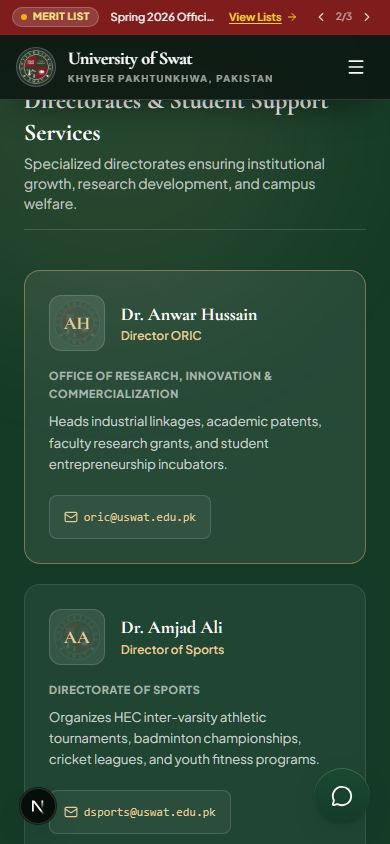 MERIT LIST Spring 2026 Offici... View Lists → 2/3
University of Swat
KHYBER PAKHTUNKHWA, PAKISTAN
Directorates & Student Support
Services
Specialized directorates ensuring institutional
growth, research development, and campus
welfare.
AH
Dr. Anwar Hussain
Director ORIC
OFFICE OF RESEARCH, INNOVATION &
COMMERCIALIZATION
Heads industrial linkages, academic patents,
faculty research grants, and student
entrepreneurship incubators.
oric@uswat.edu.pk
AA
Dr. Amjad Ali
Director of Sports
DIRECTORATE OF SPORTS
Organizes HEC inter-varsity athletic
tournaments, badminton championships,
cricket leagues, and youth fitness programs.
N
dsports@uswat.edu.pk